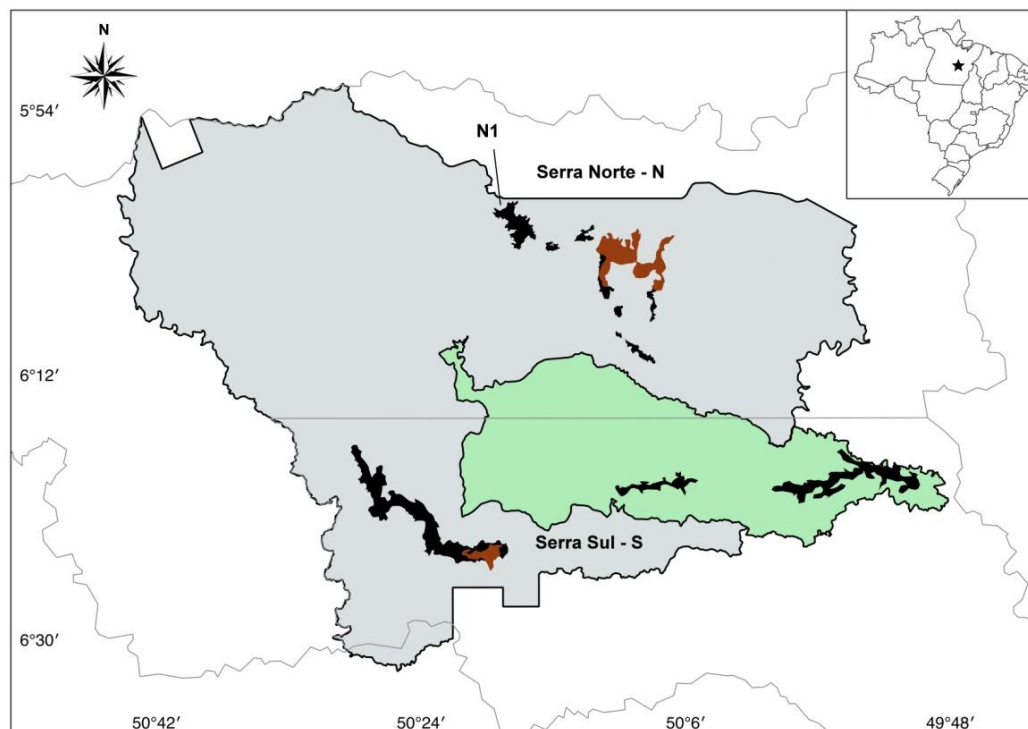 N
5°54′
N1
Serra Norte - N
6°12′
Serra Sul - S
6°30′
50°42′
50°24′
50°6′
49°48′